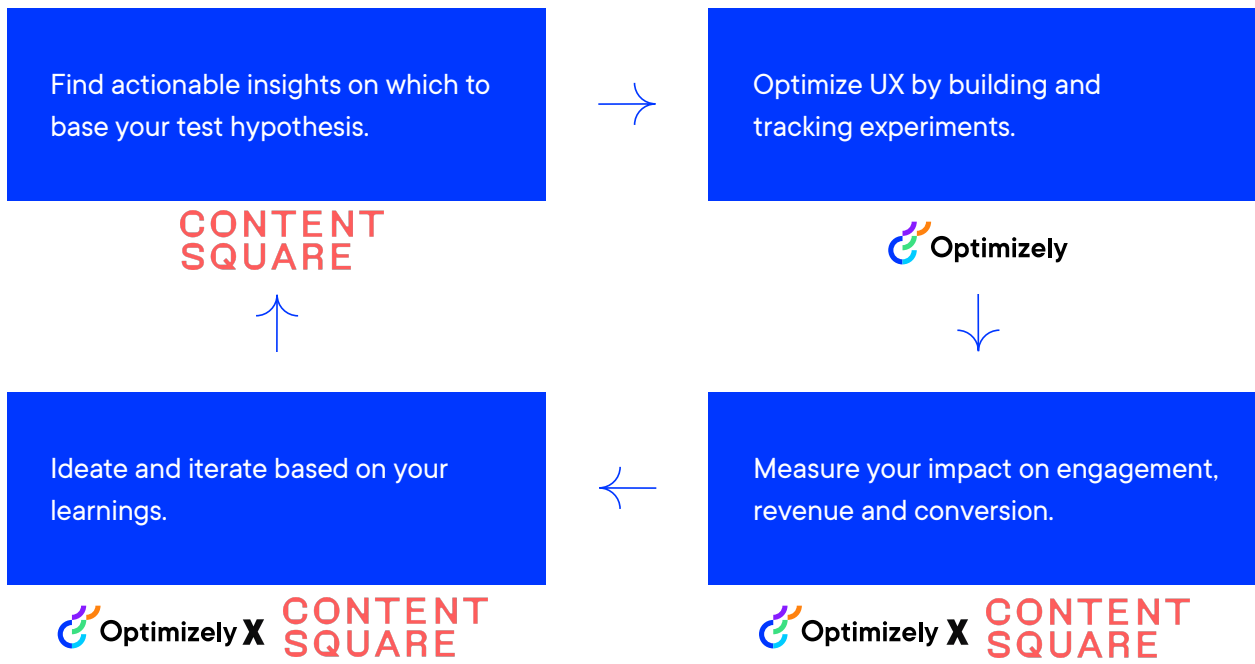 Find actionable insights on which to
base your test hypothesis.
CONTENT
SQUARE
Optimize UX by building and
tracking experiments.
Optimizely
Ideate and iterate based on your
learnings.
Optimizely X CONTENT
SQUARE
Measure your impact on engagement,
revenue and conversion.
Optimizely X CONTENT
SQUARE